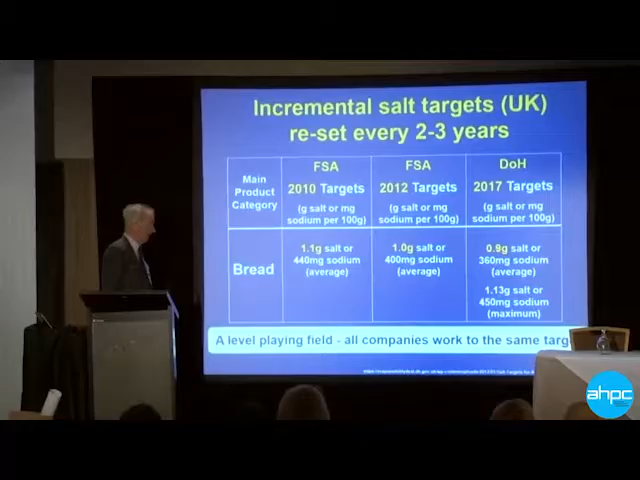 Incremental salt targets (UK)
re-set every 2-3 years
Main
Product
Category
FSA
2010 Targets
(g salt or mg
sodium per 100g)
FSA
2012 Targets
(g salt or mg
sodium per 100g)
DoH
2017 Targets
(g salt or mg
sodium per 100g)
Bread
1.1g salt or
440mg sodium
(average)
1.0g salt or
400mg sodium
(average)
0.9g salt or
360mg sodium
(average)
1.13g salt or
450mg sodium
(maximum)
A level playing field - all companies work to the same targ
ahpc